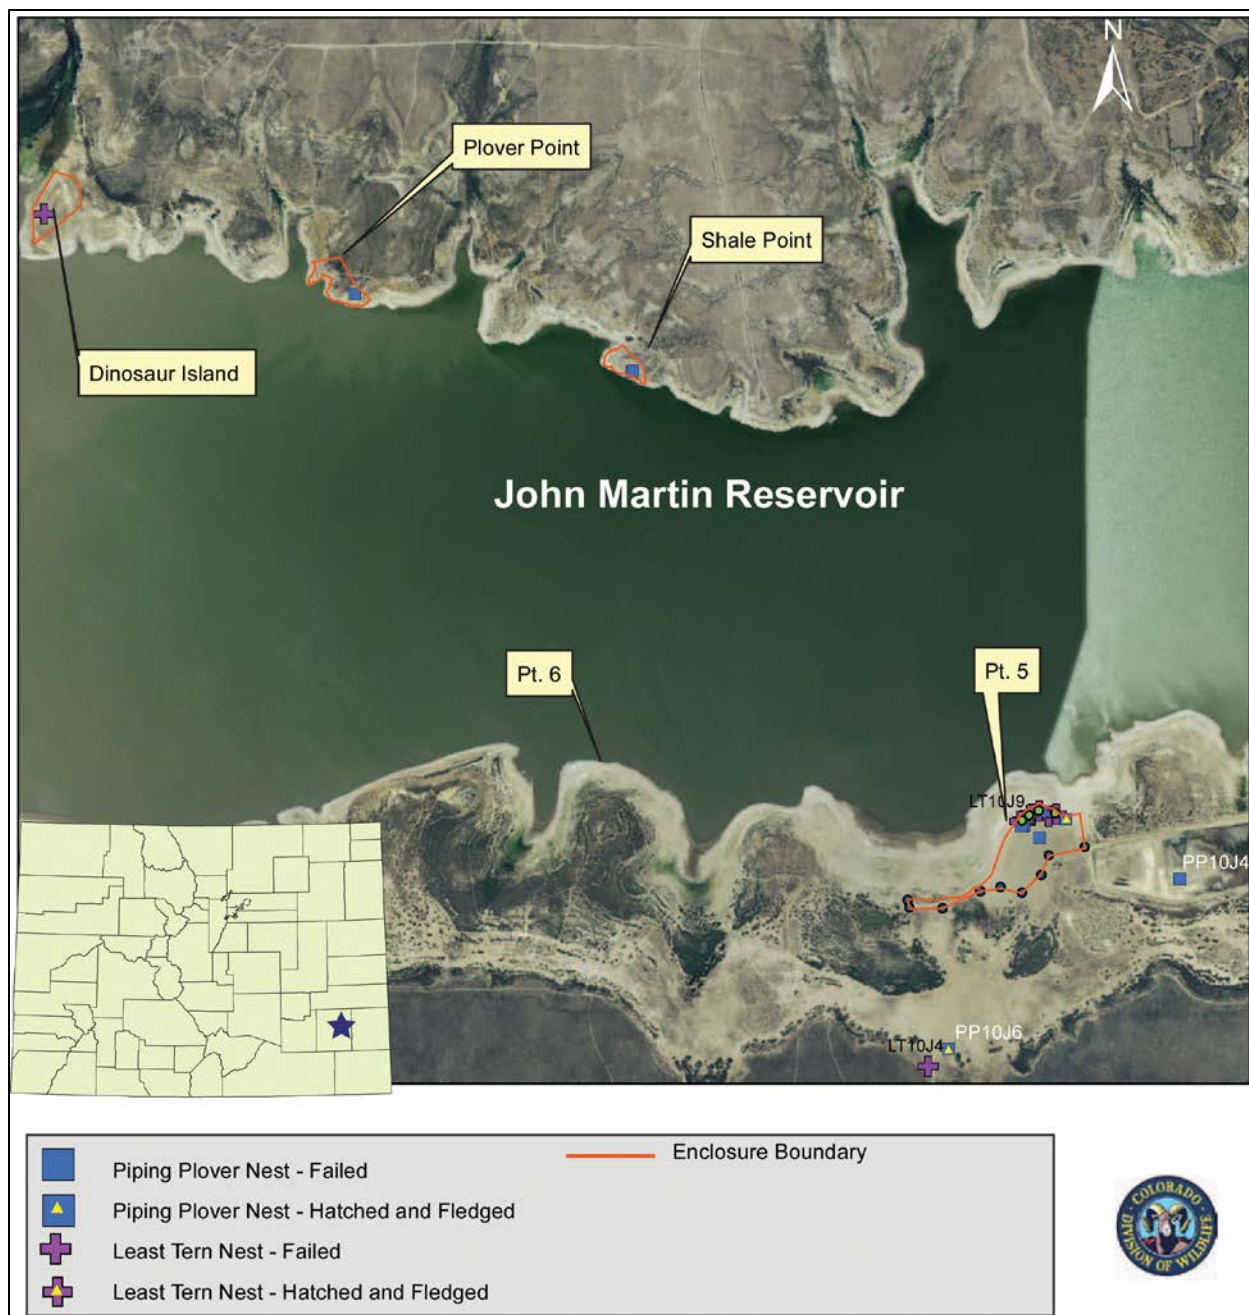 N
Plover Point
Shale Point
Dinosaur Island
John Martin Reservoir
Pt. 6
Pt. 5
LT10J9
PP10J4
PP10J6
LT10J4
Enclosure Boundary
Piping Plover Nest - Failed
Piping Plover Nest - Hatched and Fledged
Least Tern Nest - Failed
Least Tern Nest - Hatched and Fledged
COLORADO
DIVISION OF WILDLIFE